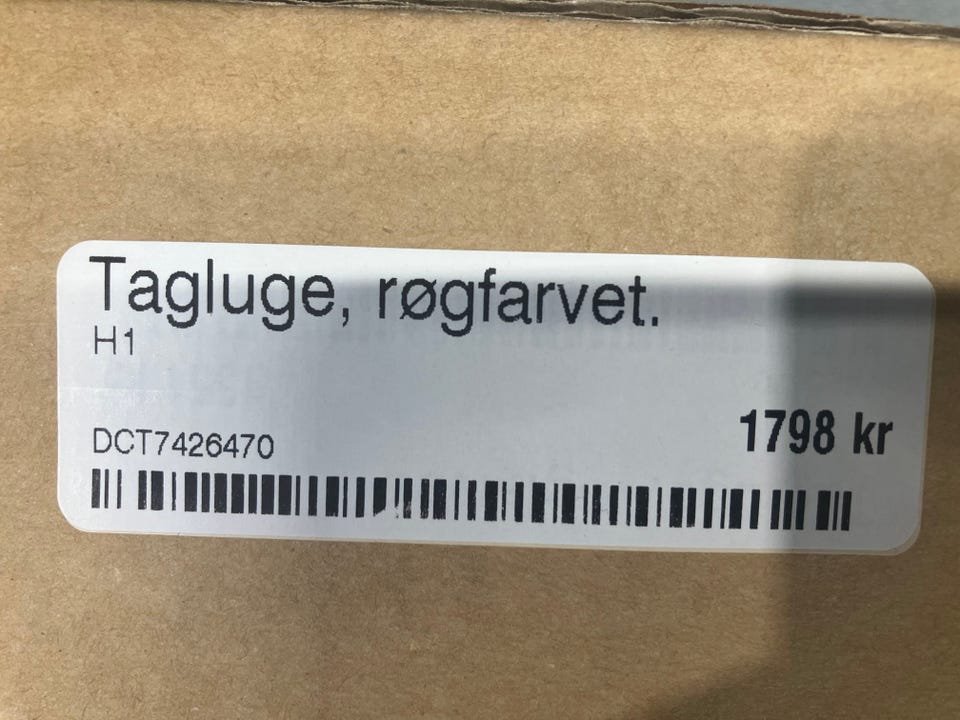 Tagluge, røgfarvet.
H1
DCT7426470
1798 kr